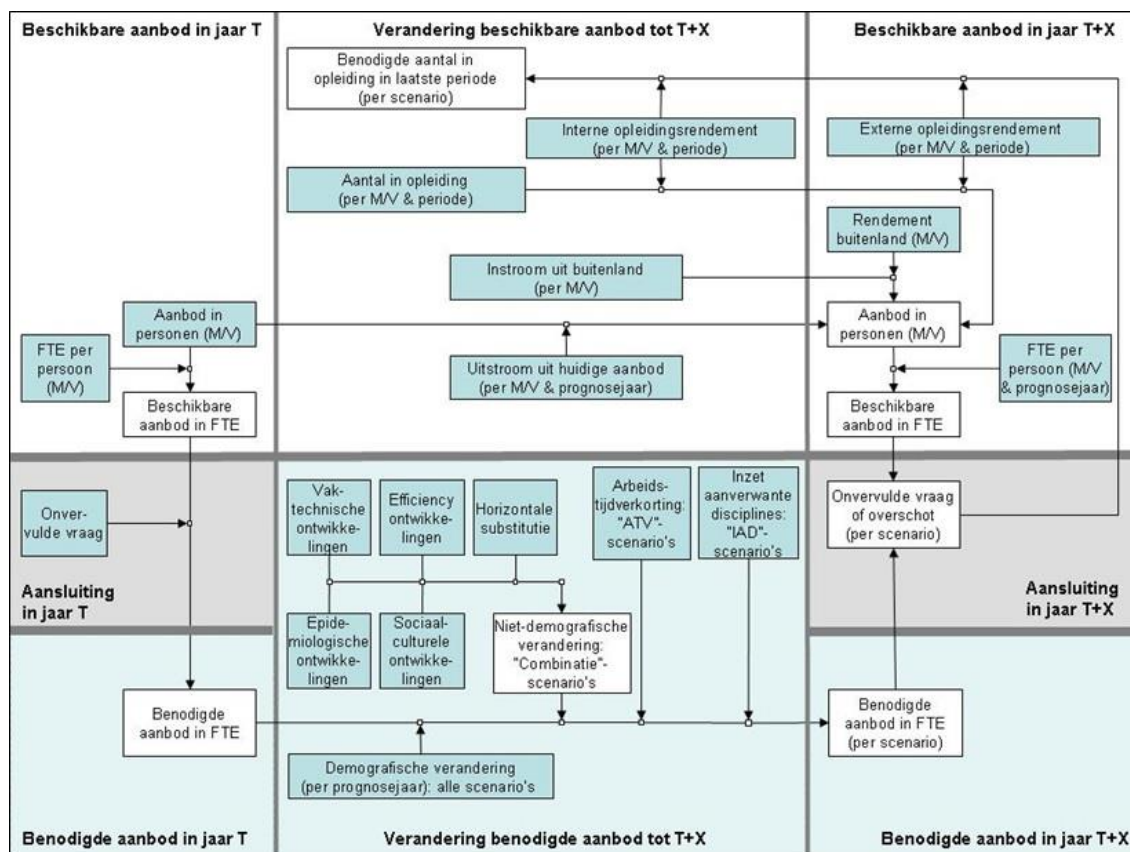 Beschikbare aanbod in jaar T
Verandering beschikbare aanbod tot T+X
Beschikbare aanbod in jaar T+X
Benodigde aantal in
opleiding in laatste periode
(per scenario)
Interne opleidingsrendement
(per M/V & periode)
Externe opleidingsrendement
(per M/V & periode)
Aantal in opleiding
(per M/V & periode)
Rendement
buitenland (M/V)
Instroom uit buitenland
(per M/V)
Aanbod in
personen (M/V)
Aanbod in
personen (M/V)
FTE per
persoon
(M/V)
Uitstroom uit huidige aanbod
(per M/V & prognosejaar)
FTE per
persoon (M/V
& prognosejaar)
Beschikbare
aanbod in FTE
Beschikbare
aanbod in FTE
Onver-
vulde vraag
Vak-
technische
ontwikke-
lingen
Efficiency
ontwikke-
lingen
Horizontale
substitutie
Arbeids-
tijdverkorting:
"ATV"-
scenario's
Inzet
aanverwante
disciplines:
"IAD"-
scenario's
Onvervulde vraag
of overschot
(per scenario)
Aansluiting
in jaar T
Aansluiting
in jaar T+X
Epide-
miologische
ontwikke-
lingen
Sociaal-
culturele
ontwikke-
lingen
Niet-demografische
verandering:
"Combinatie"-
scenario's
Benodigde
aanbod in FTE
Benodigde
aanbod in FTE
(per scenario)
Demografische verandering
(per prognosejaar): alle scenario's
Benodigde aanbod in jaar T
Verandering benodigde aanbod tot T+X
Benodigde aanbod in jaar T+X